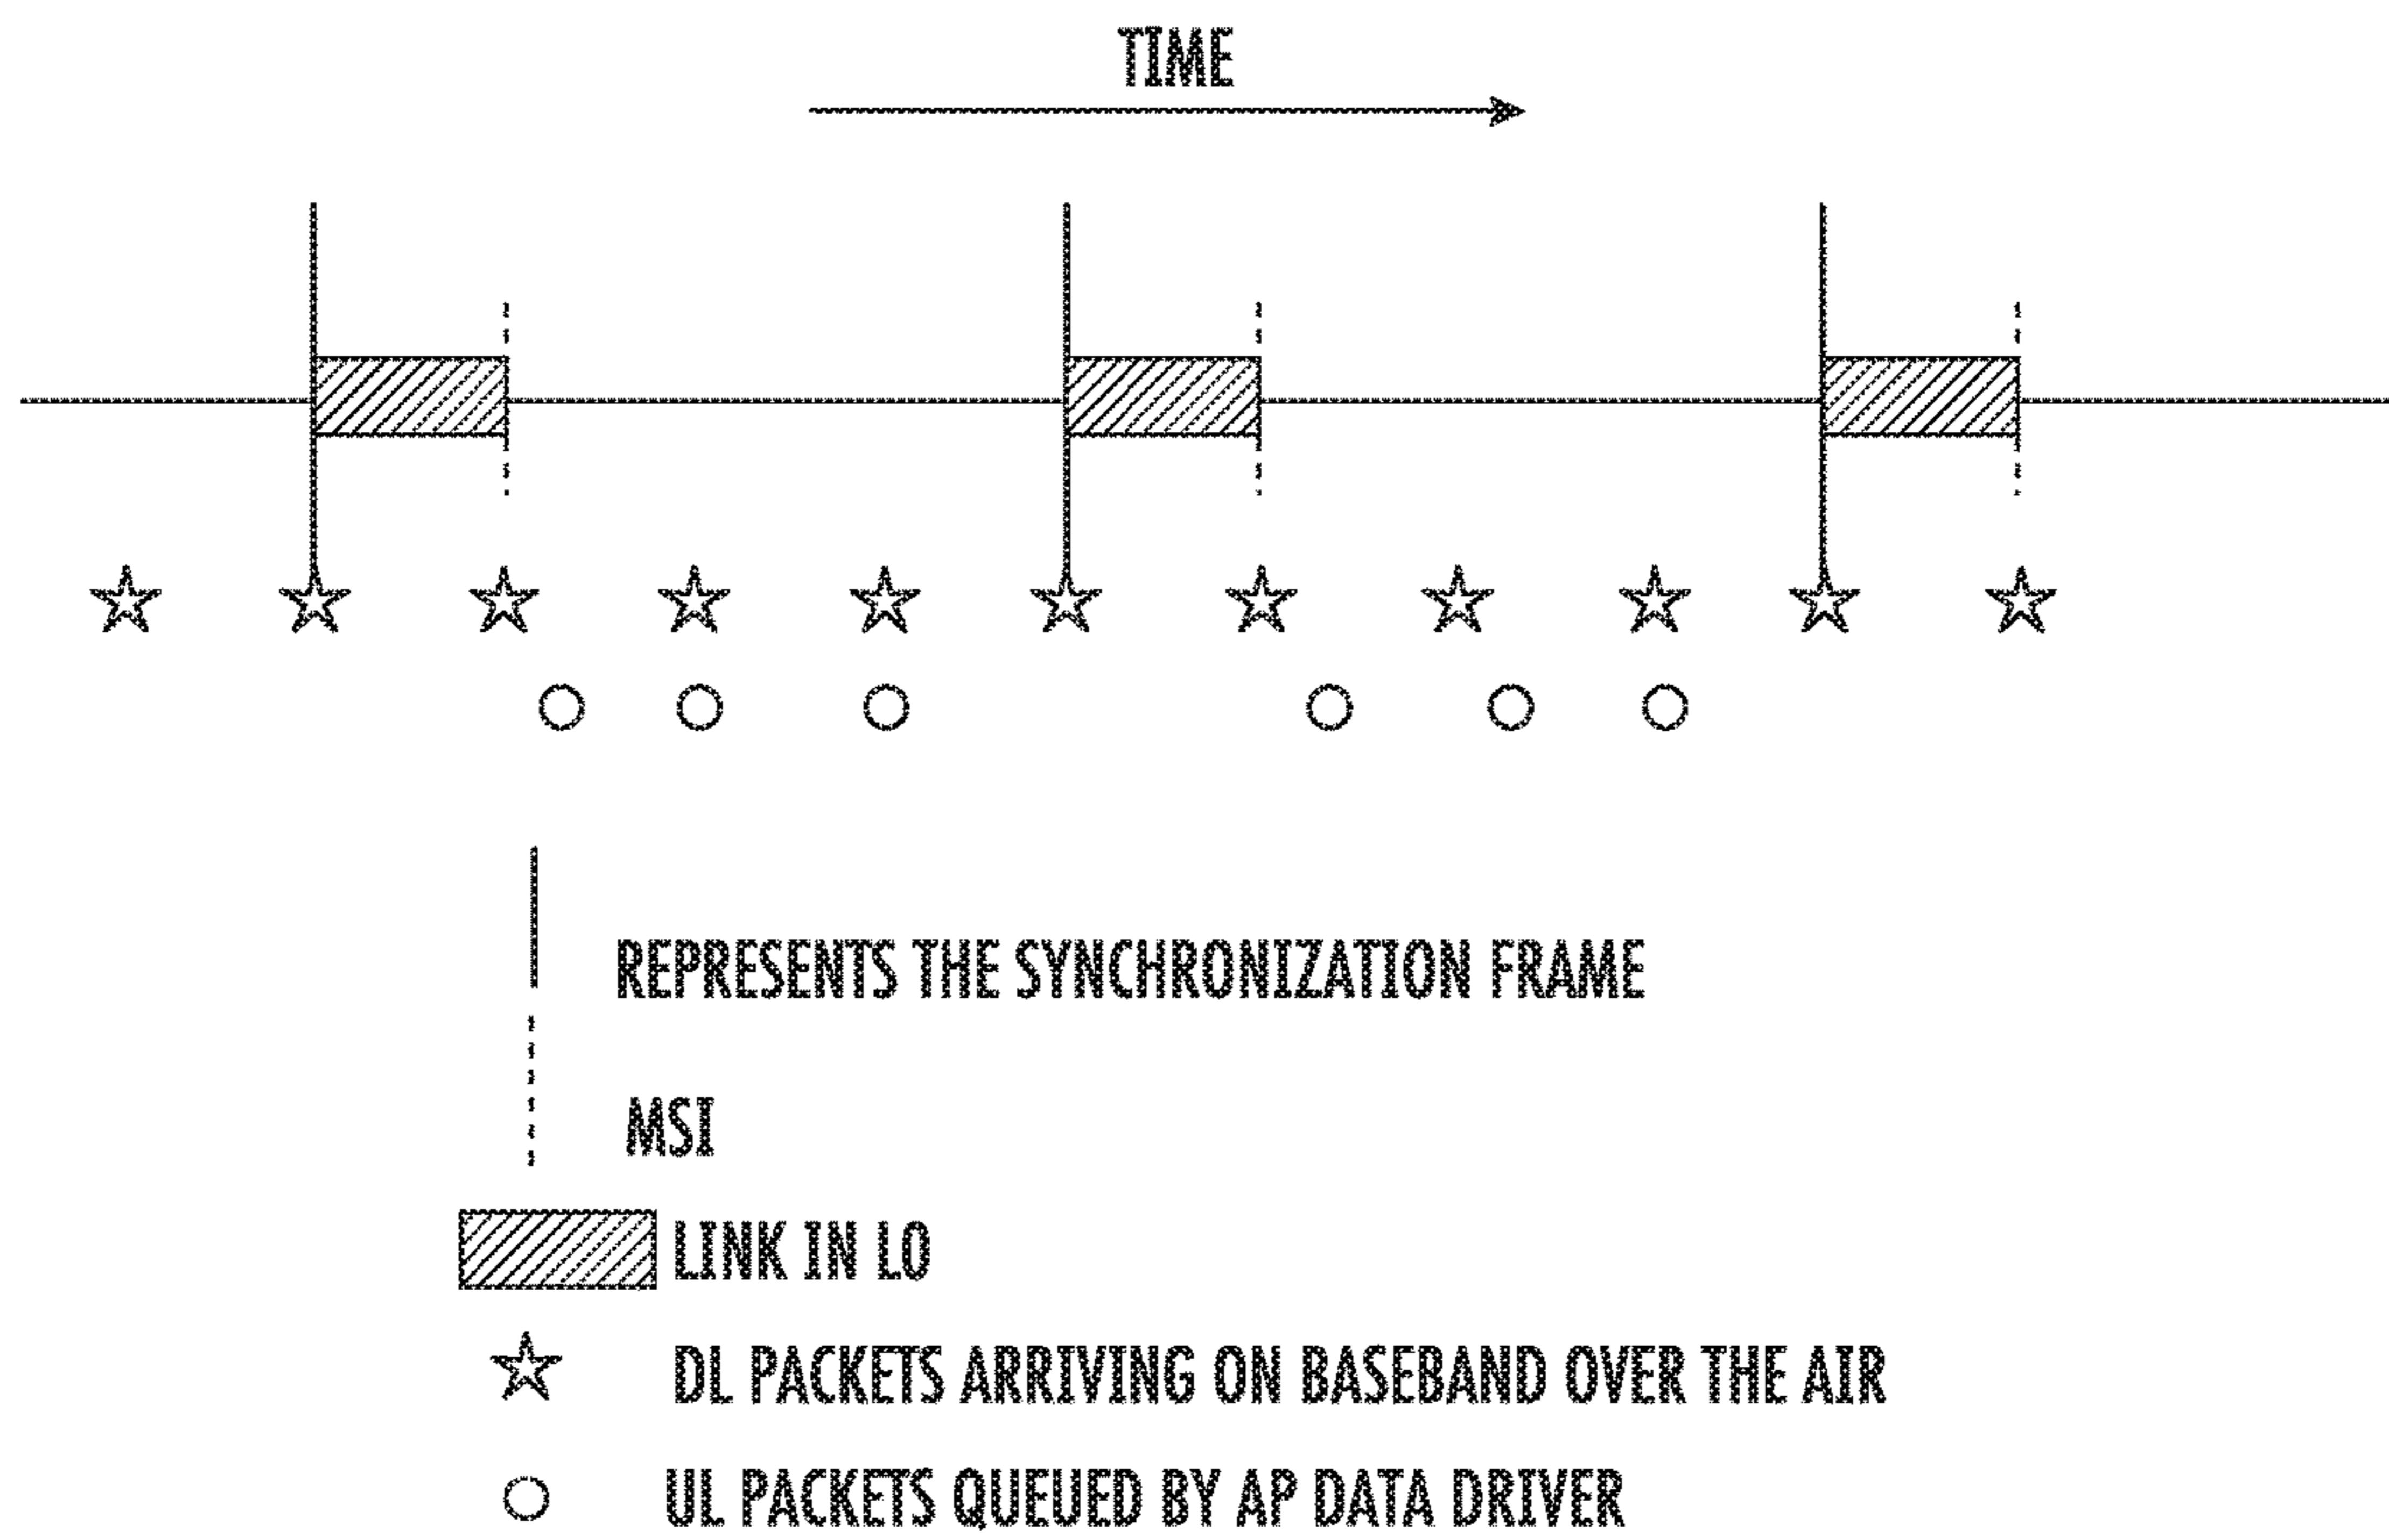 TIME
REPRESENTS THE SYNCHRONIZATION FRAME
MSI
LINK IN L0
DL PACKETS ARRIVING ON BASEBAND OVER THE AIR
UL PACKETS QUEUED BY AP DATA DRIVER